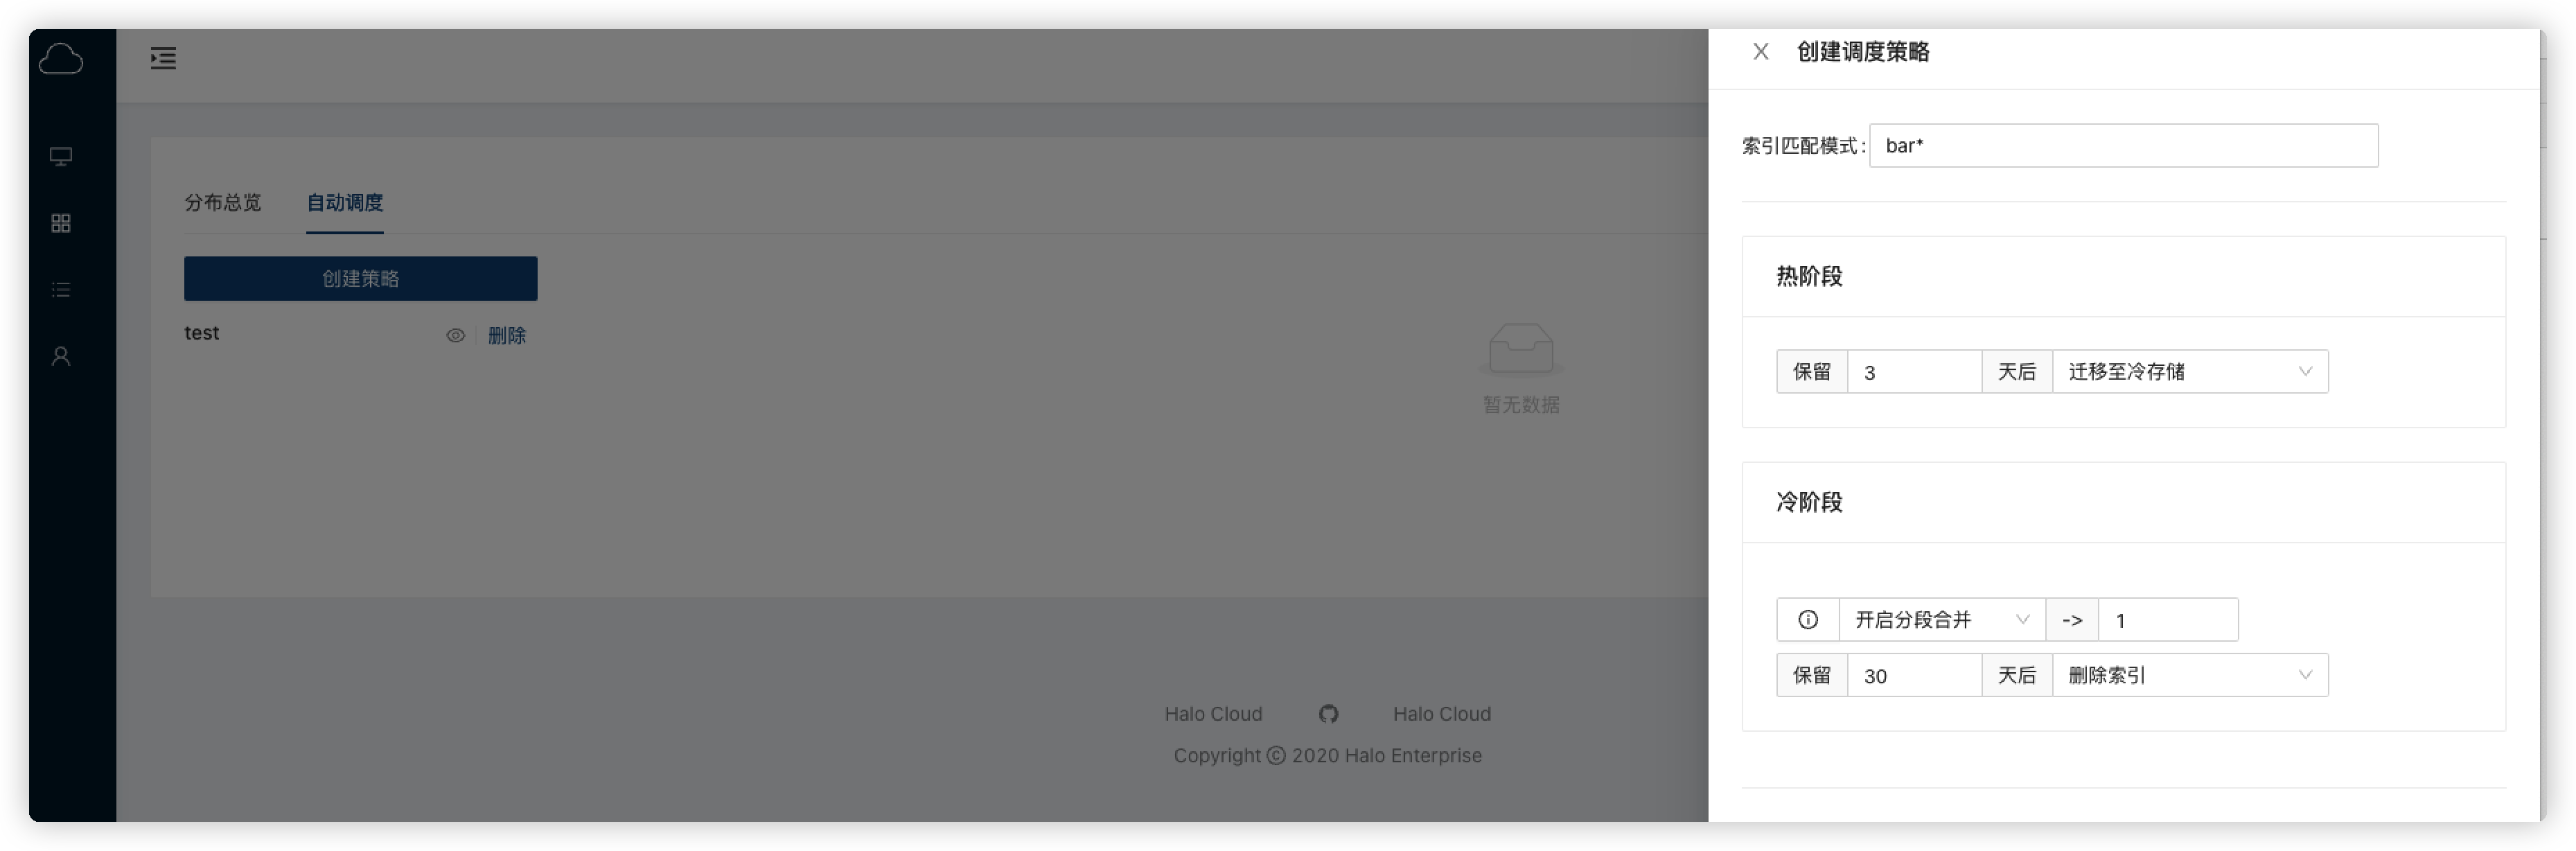 分布总览 自动调度
创建策略
test 删除
暂无数据
Halo Cloud Halo Cloud
Copyright © 2020 Halo Enterprise
创建调度策略
索引匹配模式: bar*
热阶段
保留 3 天后 迁移至冷存储
冷阶段
开启分段合并 -> 1
保留 30 天后 删除索引